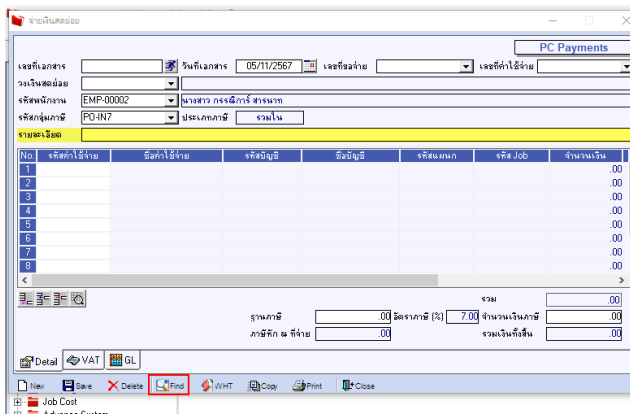 จ่ายเงินสดย่อย
PC Payments
เลขที่เอกสาร วันที่เอกสาร 05/11/2567 เลขที่ขอจ่าย เลขที่ค่าใช้จ่าย
วงเงินสดย่อย
รหัสพนักงาน EMP-00002 นางสาว กรรณิการ์ สารนาท
รหัสกลุ่มภาษี PO-IN7 ประเภทภาษี รวมใน
รายละเอียด
No. รหัสค่าใช้จ่าย ชื่อค่าใช้จ่าย รหัสบัญชี ชื่อบัญชี รหัสแผนก รหัส Job จำนวนเงิน
1 .00
2 .00
3 .00
4 .00
5 .00
6 .00
7 .00
8 .00
รวม .00
ฐานภาษี .00 อัตราภาษี (%) 7.00 จำนวนเงินภาษี .00
ภาษีหัก ณ ที่จ่าย .00 รวมเงินทั้งสิ้น .00
Detail VAT GL
New Save Delete Find WHT Copy Print Close
Job Cost
Advance System